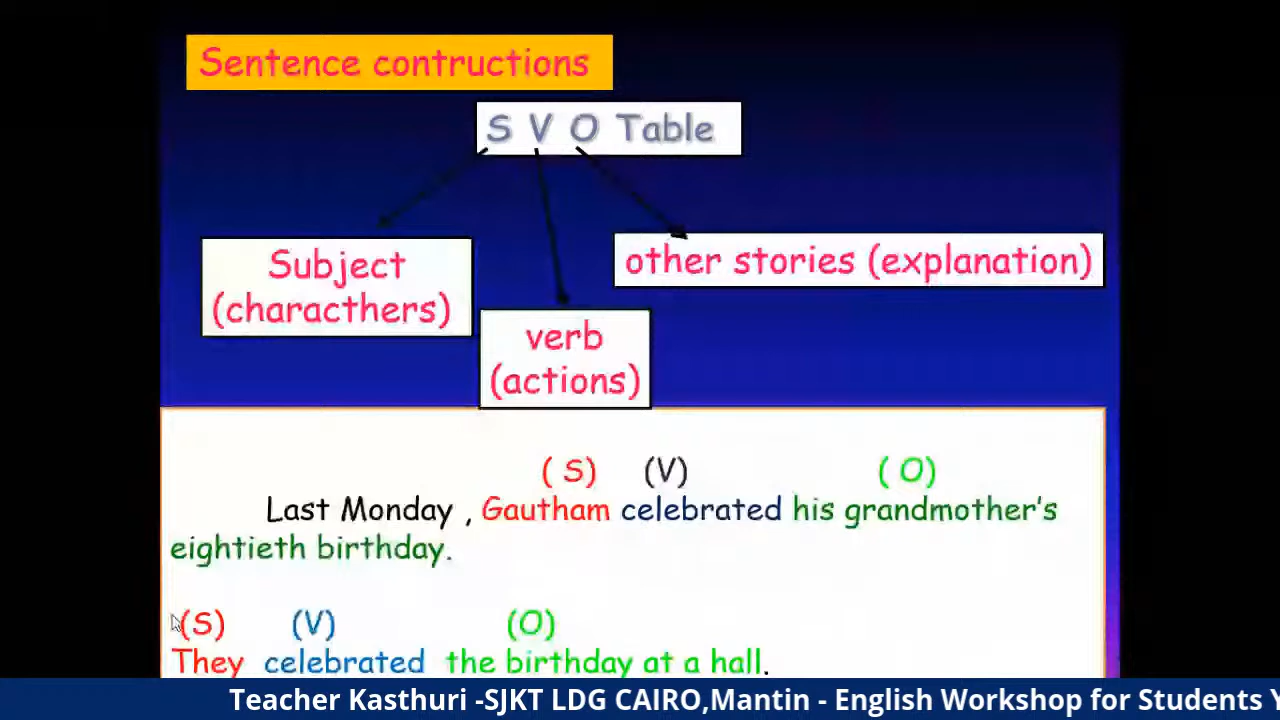 Sentence contructions
S V O Table
Subject
(characthers)
other stories (explanation)
verb
(actions)
( S) (V) ( O)
Last Monday , Gautham celebrated his grandmother's
eightieth birthday.
(S) (V) (O)
They celebrated the birthday at a hall.
Teacher Kasthuri -SJKT LDG CAIRO,Mantin - English Workshop for Students